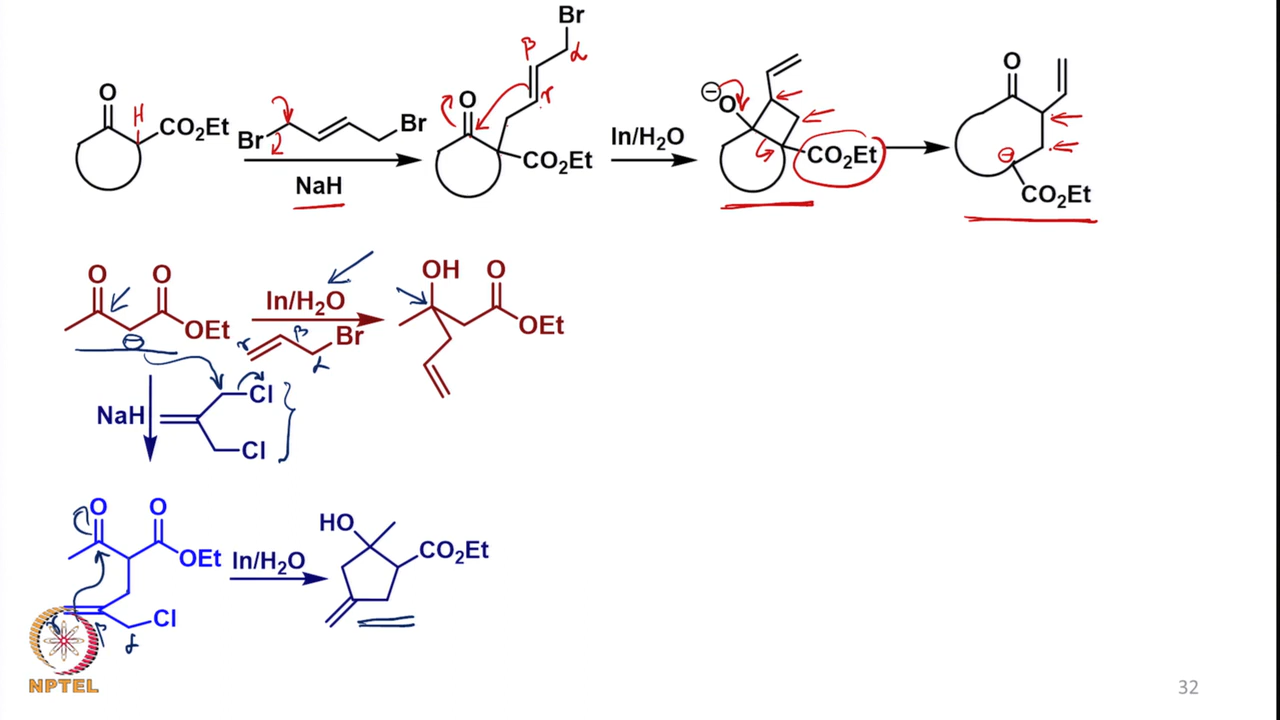 Br
β
α
O
H
CO₂Et
Br
Br
NaH
O
γ
CO₂Et
In/H₂O
⊖
O
CO₂Et
O
⊖
CO₂Et
O
O
OEt
⊖
In/H₂O
γ
β
α
Br
OH
O
OEt
NaH
Cl
Cl
O
O
OEt
γ
β
α
Cl
In/H₂O
HO
CO₂Et
NPTEL
32